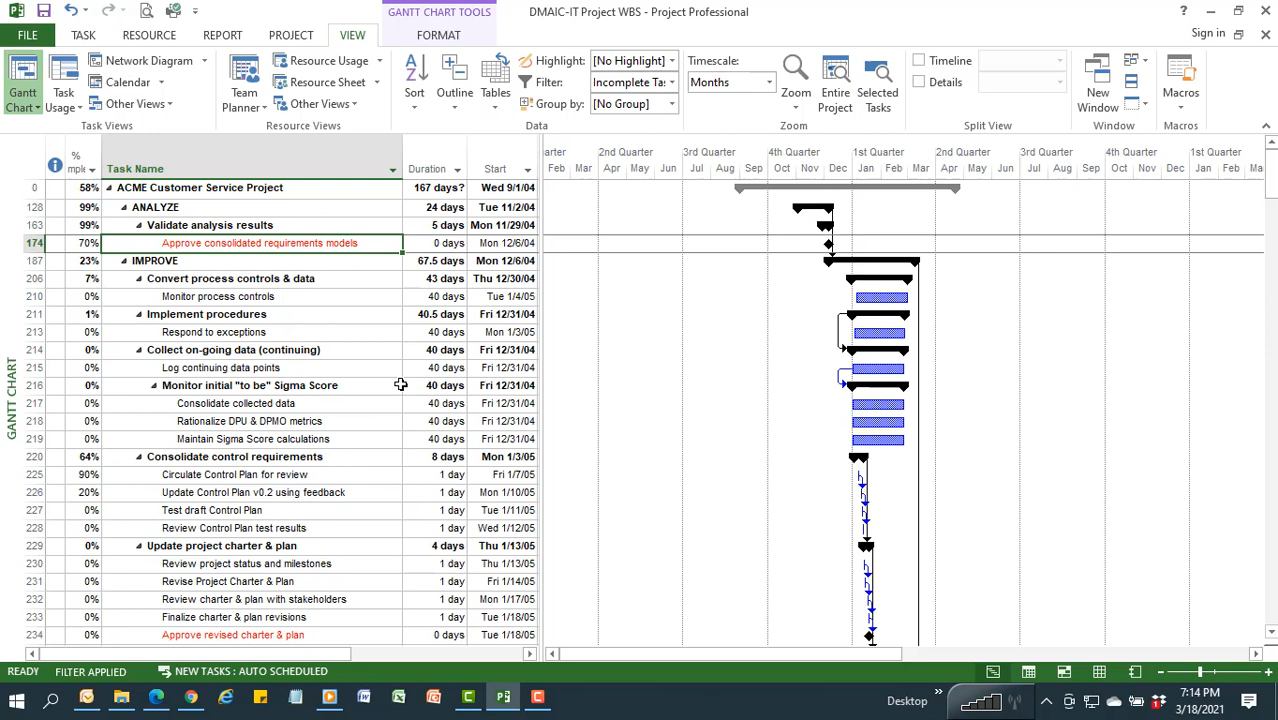 GANTT CHART TOOLS
DMAIC-IT Project WBS - Project Professional
?
FILE TASK RESOURCE REPORT PROJECT VIEW FORMAT
Sign in
Gantt Chart
Task Usage
Network Diagram
Calendar
Other Views
Task Views
Team Planner
Resource Usage
Resource Sheet
Other Views
Resource Views
Sort
Outline
Tables
Highlight: [No Highlight]
Filter: Incomplete Tas
Group by: [No Group]
Data
Timescale:
Months
Zoom
Entire Project
Selected Tasks
Zoom
Timeline
Details
Split View
New Window
Window
Macros
Macros
% mple Task Name Duration Start
arter 2nd Quarter 3rd Quarter 4th Quarter 1st Quarter 2nd Quarter 3rd Quarter 4th Quarter 1st Quarter
Feb Mar Apr May Jun Jul Aug Sep Oct Nov Dec Jan Feb Mar Apr May Jun Jul Aug Sep Oct Nov Dec Jan Feb Ma
0 58% ACME Customer Service Project 167 days? Wed 9/1/04
128 99% ANALYZE 24 days Tue 11/2/04
163 99% Validate analysis results 5 days Mon 11/29/04
174 70% Approve consolidated requirements models 0 days Mon 12/6/04
187 23% IMPROVE 67.5 days Mon 12/6/04
206 7% Convert process controls & data 43 days Thu 12/30/04
210 0% Monitor process controls 40 days Tue 1/4/05
211 1% Implement procedures 40.5 days Fri 12/31/04
213 0% Respond to exceptions 40 days Mon 1/3/05
214 0% Collect on-going data (continuing) 40 days Fri 12/31/04
215 0% Log continuing data points 40 days Fri 12/31/04
216 0% Monitor initial "to be" Sigma Score 40 days Fri 12/31/04
217 0% Consolidate collected data 40 days Fri 12/31/04
218 0% Rationalize DPU & DPMO metrics 40 days Fri 12/31/04
219 0% Maintain Sigma Score calculations 40 days Fri 12/31/04
220 64% Consolidate control requirements 8 days Mon 1/3/05
225 90% Circulate Control Plan for review 1 day Fri 1/7/05
226 20% Update Control Plan v0.2 using feedback 1 day Mon 1/10/05
227 0% Test draft Control Plan 1 day Tue 1/11/05
228 0% Review Control Plan test results 1 day Wed 1/12/05
229 0% Update project charter & plan 4 days Thu 1/13/05
230 0% Review project status and milestones 1 day Thu 1/13/05
231 0% Revise Project Charter & Plan 1 day Fri 1/14/05
232 0% Review charter & plan with stakeholders 1 day Mon 1/17/05
233 0% Finalize charter & plan revisions 1 day Tue 1/18/05
234 0% Approve revised charter & plan 0 days Tue 1/18/05
GANTT CHART
READY FILTER APPLIED NEW TASKS : AUTO SCHEDULED
Desktop
7:14 PM
3/18/2021